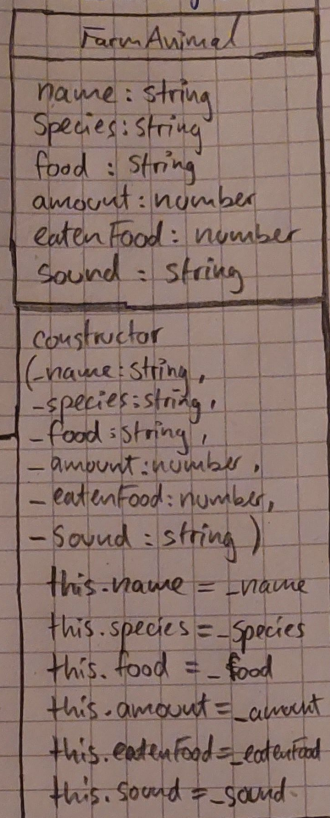 FarmAnimal
name : string
Species : string
food : string
amount : number
eatenFood : number
sound : string
constructor
(_name : string,
_species : string,
_food : string,
_amount : number,
_eatenFood : number,
_sound : string)
this.name = _name
this.species = _species
this.food = _food
this.amount = _amount
this.eatenFood = _eatenFood
this.sound = _sound